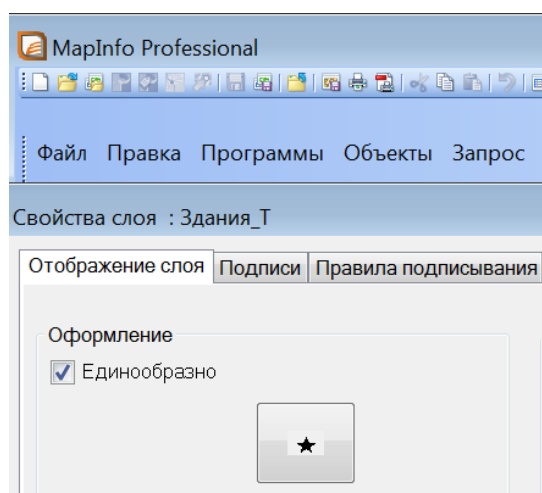 MapInfo Professional
Файл Правка Программы Объекты Запрос
Свойства слоя : Здания_Т
Отображение слоя Подписи Правила подписывания
Оформление
Единообразно